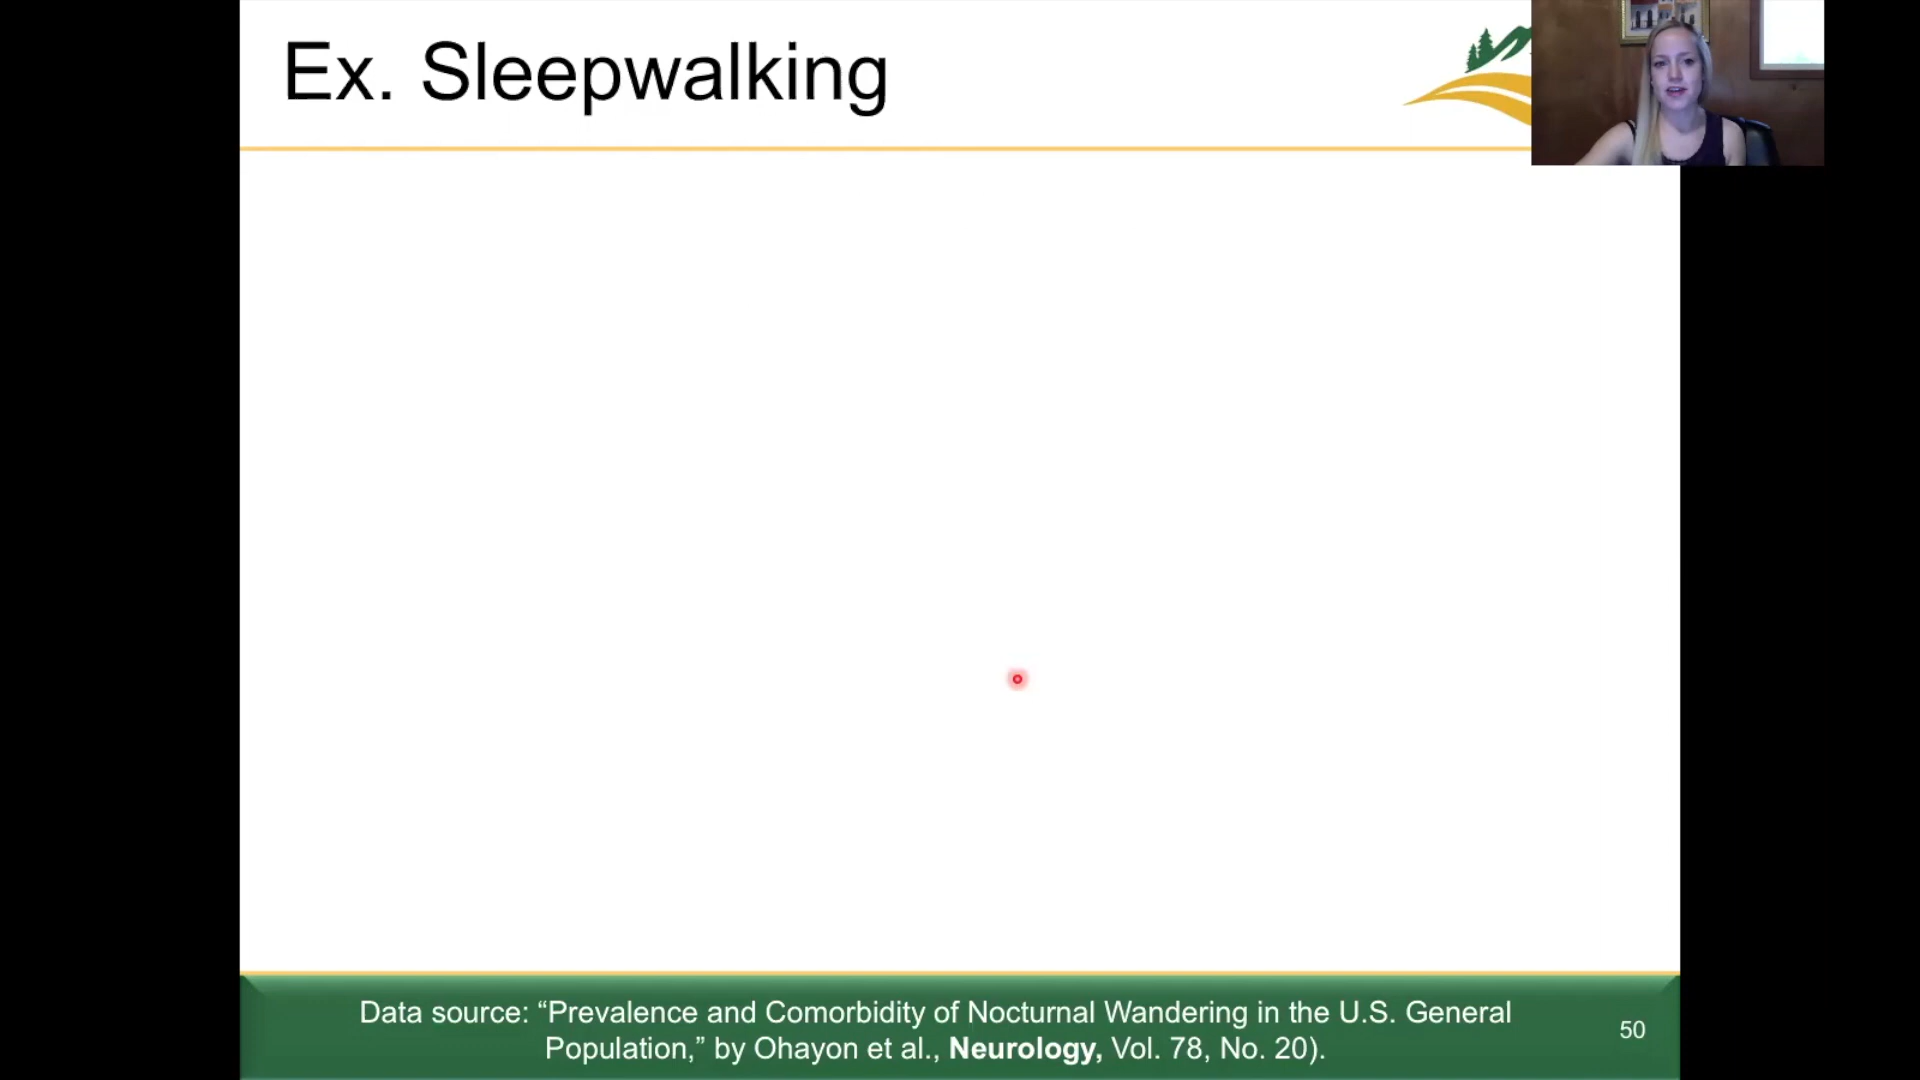 Ex. Sleepwalking
Data source: “Prevalence and Comorbidity of Nocturnal Wandering in the U.S. General
Population,” by Ohayon et al., Neurology, Vol. 78, No. 20).
50